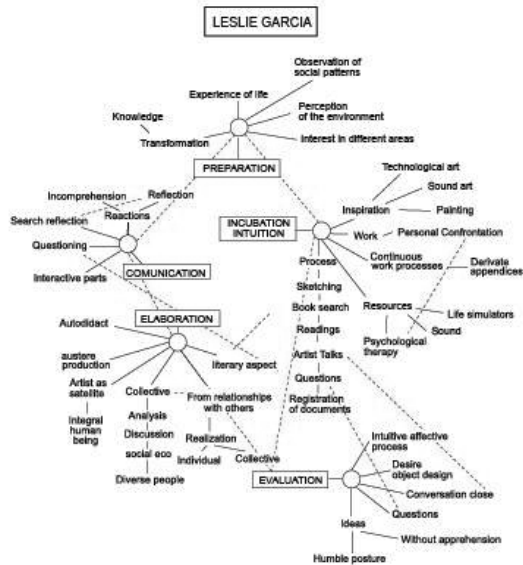 LESLIE GARCIA
Observation of
social patterns
Experience of life
Perception
of the environment
Knowledge
Transformation
Interest in different areas
PREPARATION
Technological art
Incomprehension
Reflection
Sound art
Inspiration
Painting
Search reflection
Reactions
INCUBATION
INTUITION
Work
Personal Confrontation
Questioning
Process
Continuous
work processes
Derivate
appendices
Interactive parts
COMUNICATION
Sketching
Book search
Resources
Life simulators
Sound
ELABORATION
Autodidact
Readings
Psychological
therapy
austere
production
literary aspect
Artist Talks
Artist as
satellite
Collective
From relationships
with others
Questions
Registration
of documents
Integral
human
being
Analysis
Discussion
social eco
Diverse people
Realization
Individual
Collective
Intuitive affective
process
EVALUATION
Desire
object design
Conversation close
Questions
Ideas
Without apprehension
Humble posture